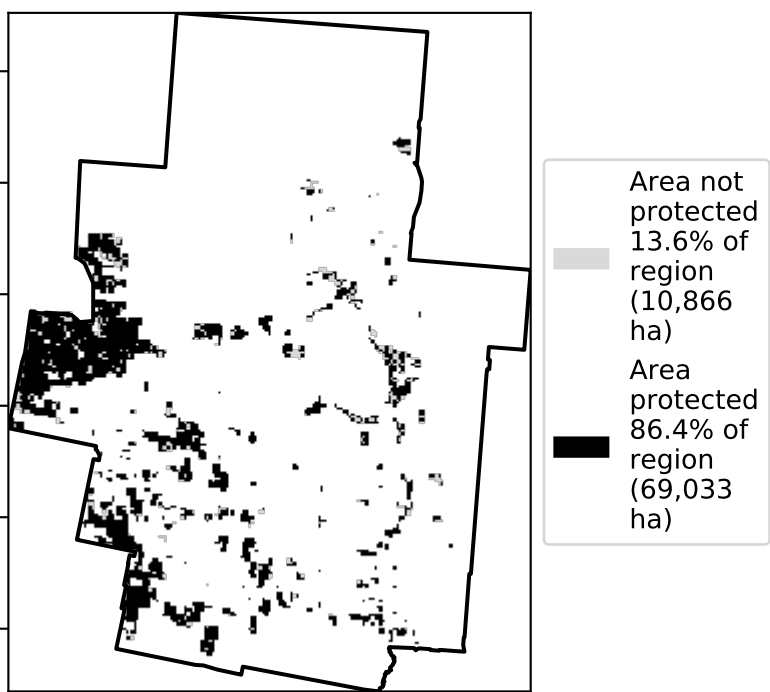 Area not
protected
13.6% of
region
(10,866
ha)
Area
protected
86.4% of
region
(69,033
ha)